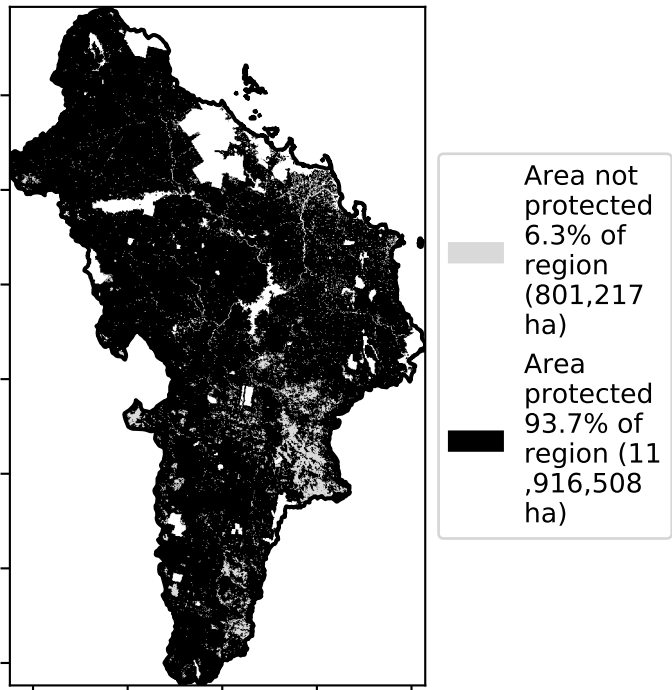 Area not
protected
6.3% of
region
(801,217
ha)
Area
protected
93.7% of
region (11
,916,508
ha)